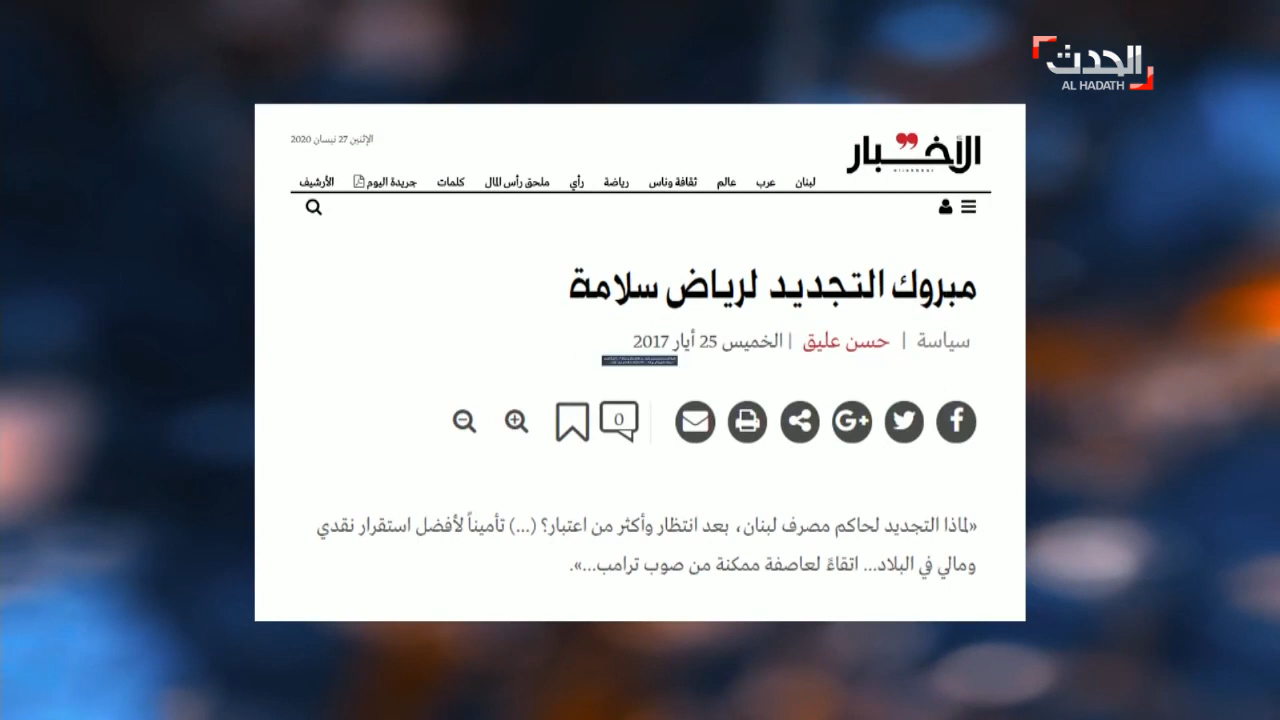 الحدث
AL HADATH
الأخبار
الإثنين 27 نيسان 2020
لبنان عرب عالم ثقافة وناس رياضة رأي ملحق رأس المال كلمات جريدة اليوم الأرشيف
مبروك التجديد لرياض سلامة
سياسة | حسن عليق | الخميس 25 أيار 2017
0
«لماذا التجديد لحاكم مصرف لبنان، بعد انتظار وأكثر من اعتبار؟ (...) تأميناً لأفضل استقرار نقدي
ومالي في البلاد... اتقاءً لعاصفة ممكنة من صوب ترامب...».